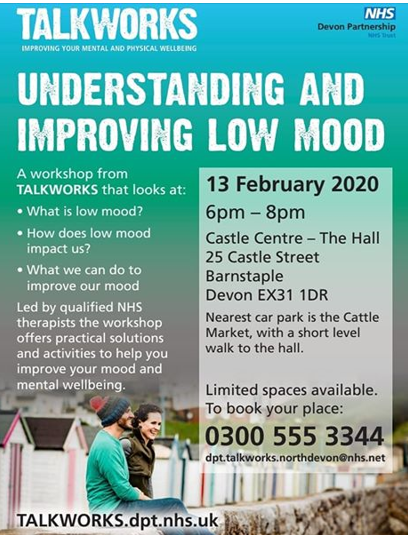 TALKWORKS
IMPROVING YOUR MENTAL AND PHYSICAL WELLBEING
NHS
Devon Partnership
NHS Trust
UNDERSTANDING AND
IMPROVING LOW MOOD
A workshop from
TALKWORKS that looks at:
• What is low mood?
• How does low mood
impact us?
• What we can do to
improve our mood
Led by qualified NHS
therapists the workshop
offers practical solutions
and activities to help you
improve your mood and
mental wellbeing.
13 February 2020
6pm – 8pm
Castle Centre – The Hall
25 Castle Street
Barnstaple
Devon EX31 1DR
Nearest car park is the Cattle
Market, with a short level
walk to the hall.
Limited spaces available.
To book your place:
0300 555 3344
dpt.talkworks.northdevon@nhs.net
TALKWORKS.dpt.nhs.uk